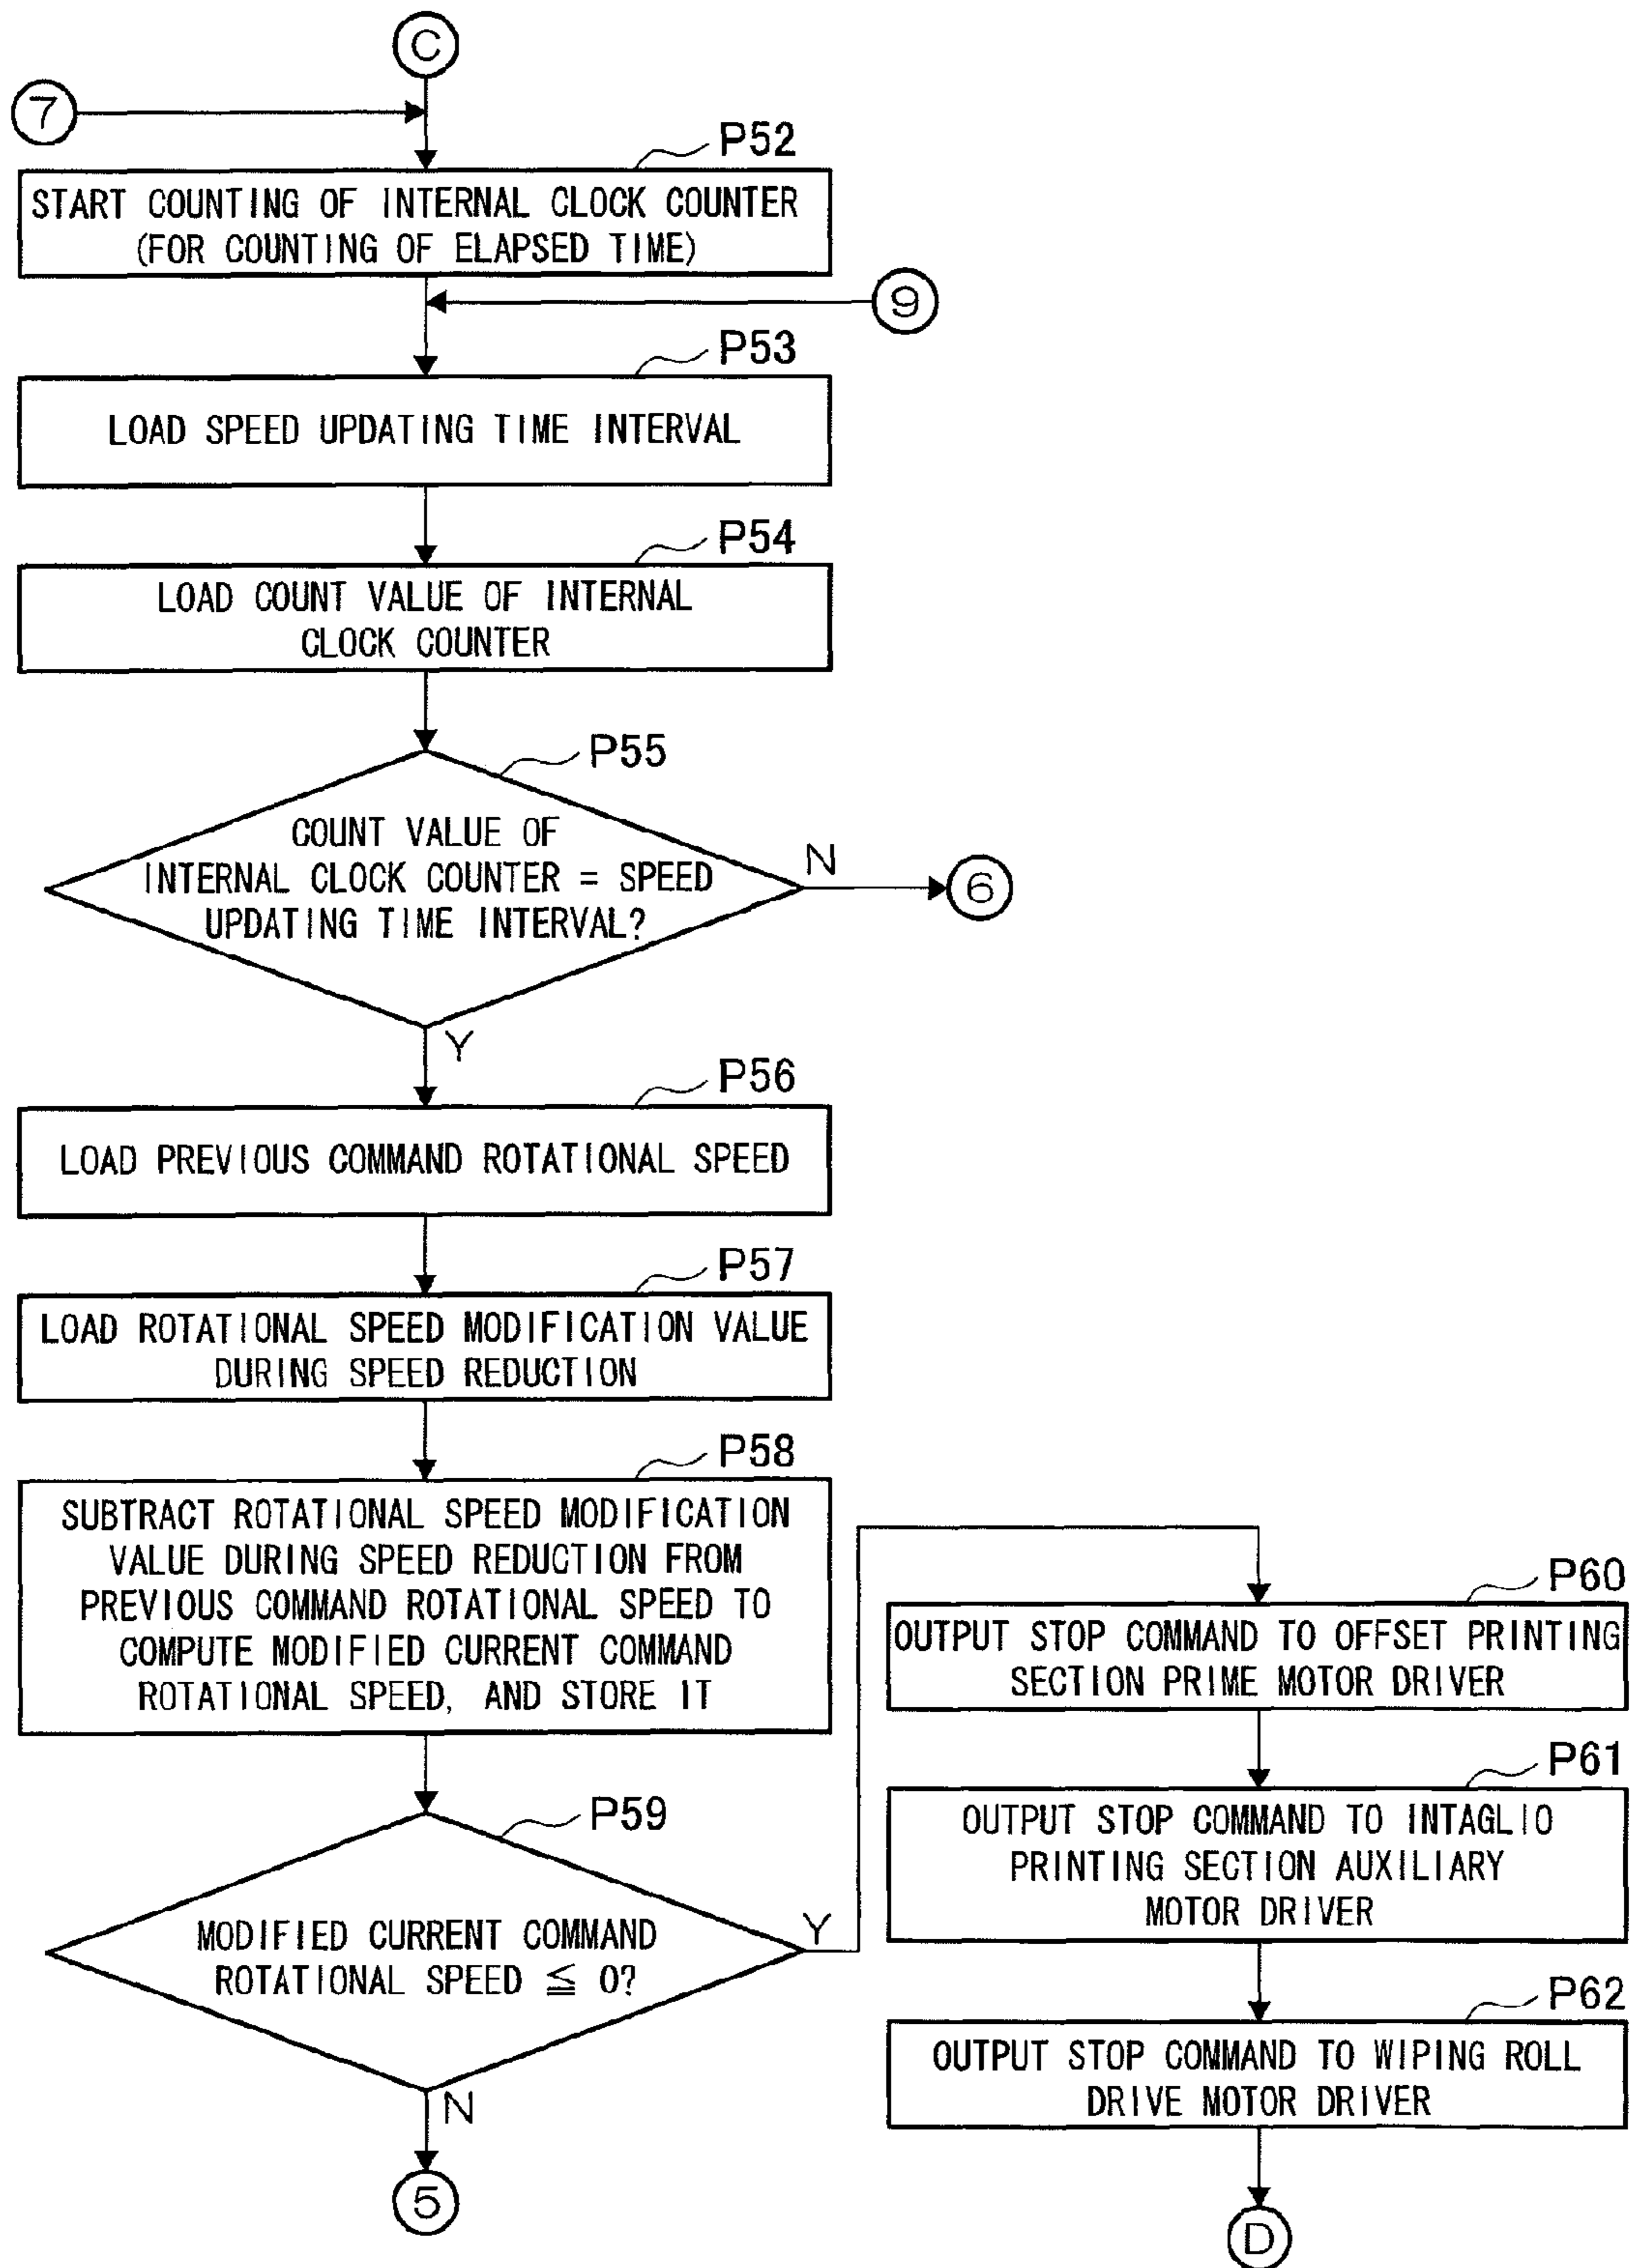 C
7
P52
START COUNTING OF INTERNAL CLOCK COUNTER
(FOR COUNTING OF ELAPSED TIME)
9
P53
LOAD SPEED UPDATING TIME INTERVAL
P54
LOAD COUNT VALUE OF INTERNAL
CLOCK COUNTER
P55
COUNT VALUE OF
INTERNAL CLOCK COUNTER = SPEED
UPDATING TIME INTERVAL?
N
6
Y
P56
LOAD PREVIOUS COMMAND ROTATIONAL SPEED
P57
LOAD ROTATIONAL SPEED MODIFICATION VALUE
DURING SPEED REDUCTION
P58
SUBTRACT ROTATIONAL SPEED MODIFICATION
VALUE DURING SPEED REDUCTION FROM
PREVIOUS COMMAND ROTATIONAL SPEED TO
COMPUTE MODIFIED CURRENT COMMAND
ROTATIONAL SPEED, AND STORE IT
P59
MODIFIED CURRENT COMMAND
ROTATIONAL SPEED ≦ 0?
Y
N
5
P60
OUTPUT STOP COMMAND TO OFFSET PRINTING
SECTION PRIME MOTOR DRIVER
P61
OUTPUT STOP COMMAND TO INTAGLIO
PRINTING SECTION AUXILIARY
MOTOR DRIVER
P62
OUTPUT STOP COMMAND TO WIPING ROLL
DRIVE MOTOR DRIVER
D